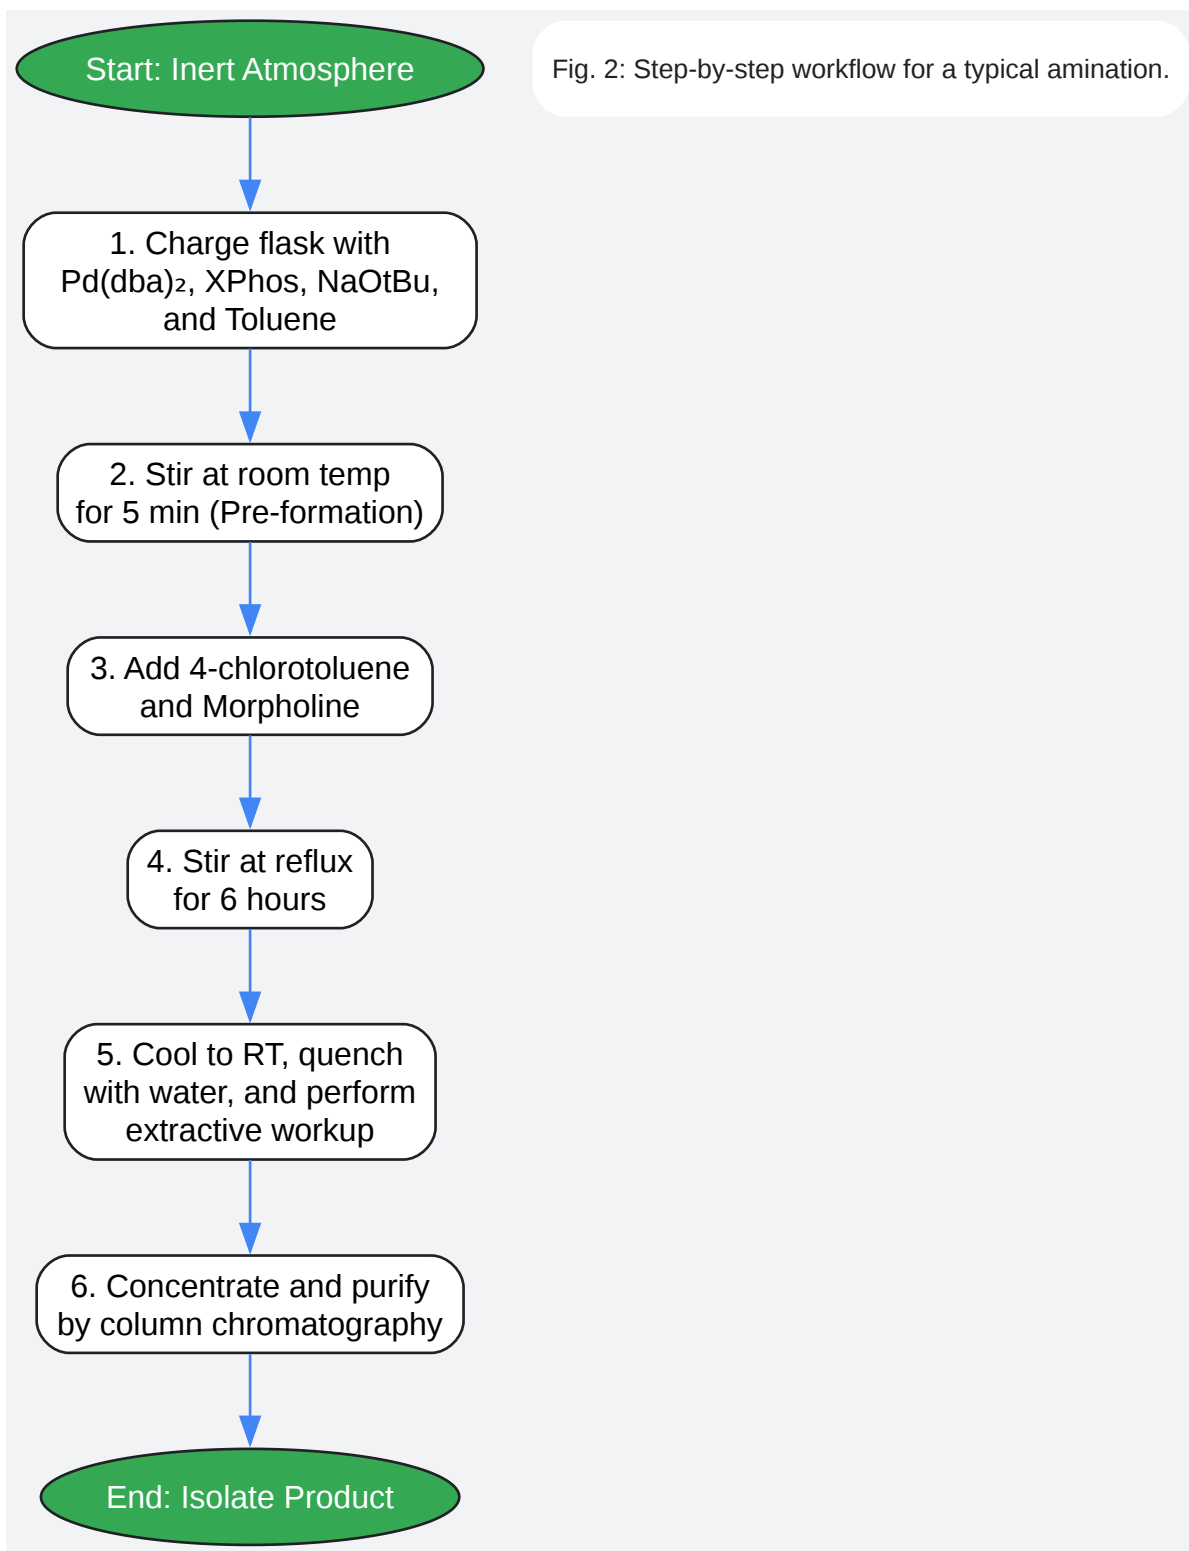 Start: Inert Atmosphere
Fig. 2: Step-by-step workflow for a typical amination.
1. Charge flask with
Pd(dba)₂, XPhos, NaOtBu,
and Toluene
2. Stir at room temp
for 5 min (Pre-formation)
3. Add 4-chlorotoluene
and Morpholine
4. Stir at reflux
for 6 hours
5. Cool to RT, quench
with water, and perform
extractive workup
6. Concentrate and purify
by column chromatography
End: Isolate Product